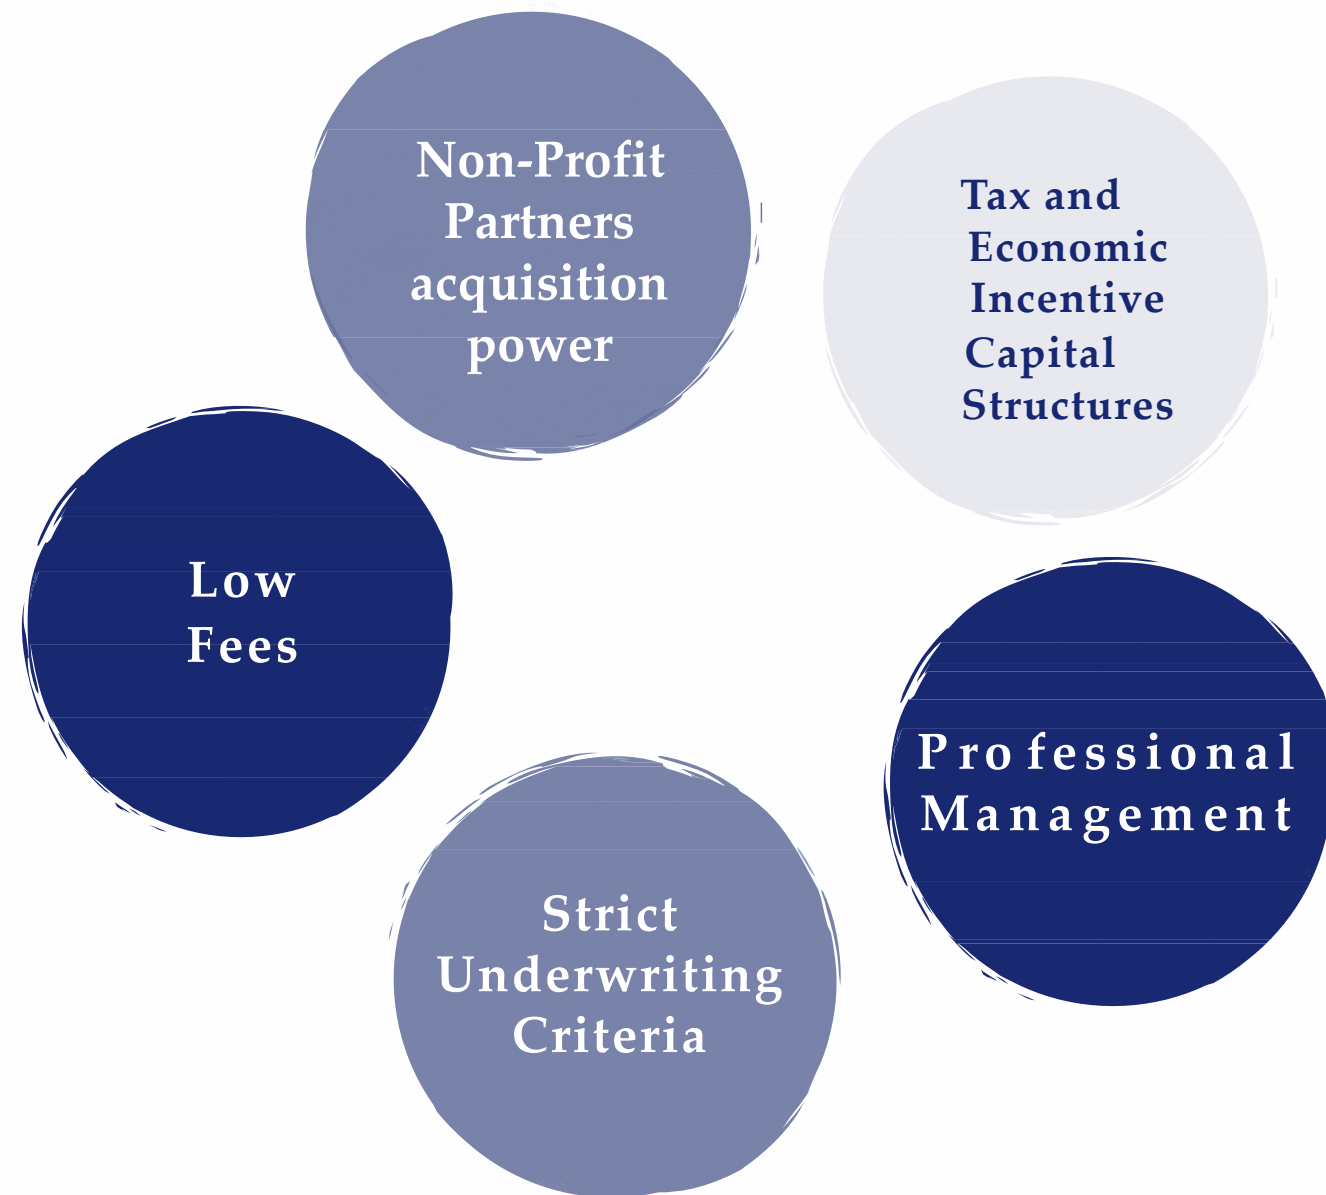 Non-Profit
Partners
acquisition
power
Tax and
Economic
Incentive
Capital
Structures
Low
Fees
Professional
Management
Strict
Underwriting
Criteria